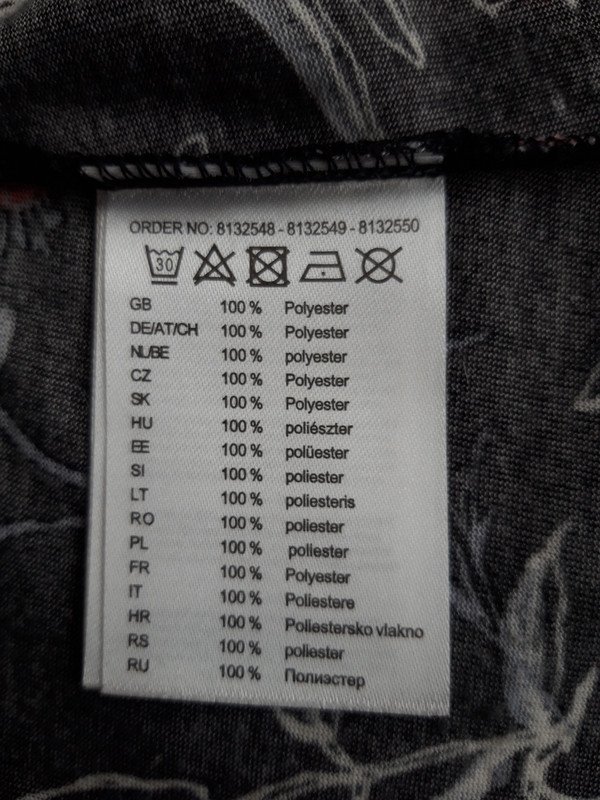 ORDER NO: 8132548 - 8132549 - 8132550
30
GB 100 % Polyester
DE/AT/CH 100 % Polyester
NL/BE 100 % polyester
CZ 100 % Polyester
SK 100 % Polyester
HU 100 % poliészter
EE 100 % polüester
SI 100 % poliester
LT 100 % poliesteris
RO 100 % poliester
PL 100 % poliester
FR 100 % Polyester
IT 100 % Poliestere
HR 100 % Poliestersko vlakno
RS 100 % poliester
RU 100 % Полиэстер